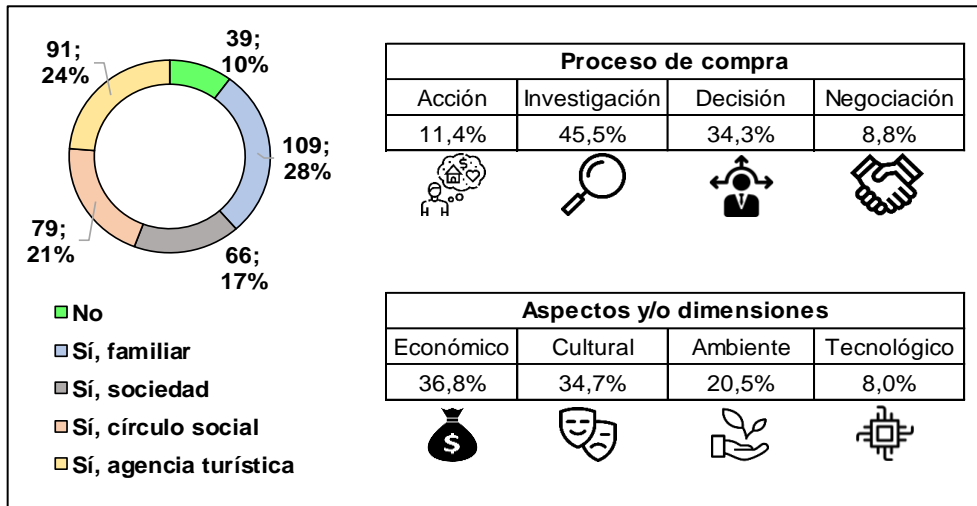 39;
10%
109;
28%
66;
17%
79;
21%
91;
24%
No
Sí, familiar
Sí, sociedad
Sí, círculo social
Sí, agencia turística
Proceso de compra
Acción Investigación Decisión Negociación
11,4% 45,5% 34,3% 8,8%
$
Aspectos y/o dimensiones
Económico Cultural Ambiente Tecnológico
36,8% 34,7% 20,5% 8,0%
$